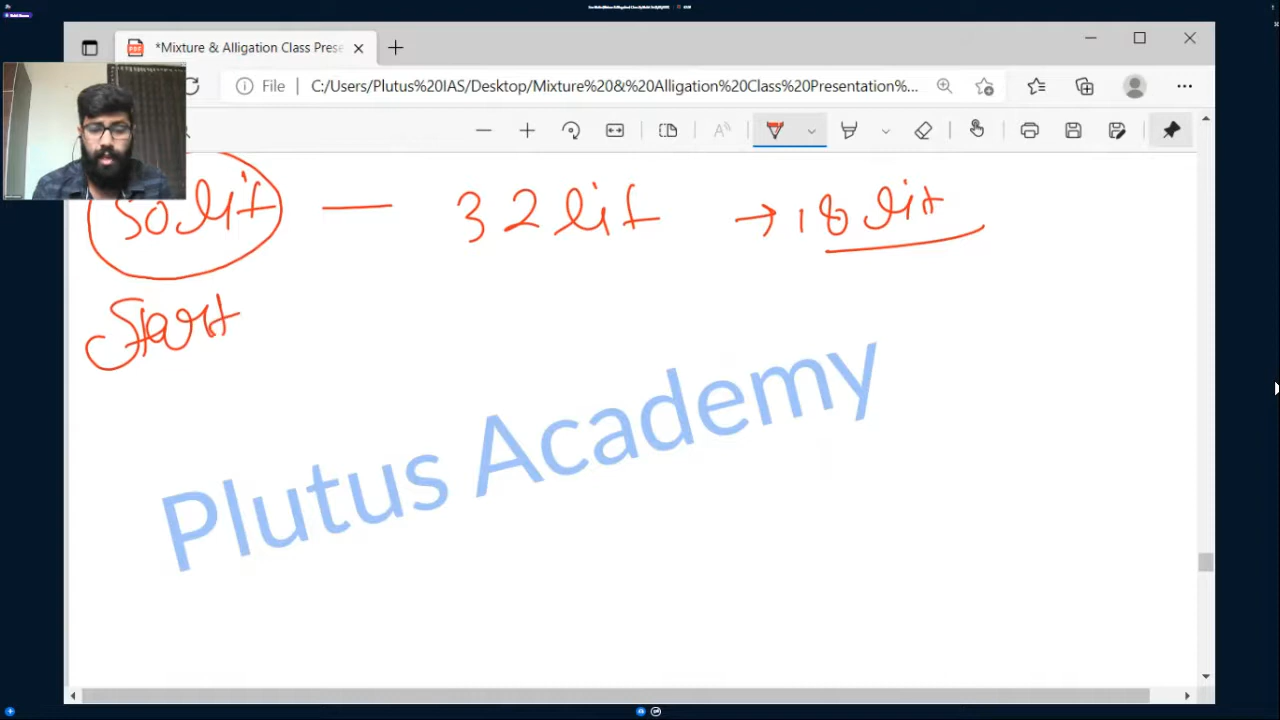 *Mixture & Alligation Class Prese
File
C:/Users/Plutus%20IAS/Desktop/Mixture%20&%20Alligation%20Class%20Presentation%...
50 lit — 32 lit → 18 lit
Start
Plutus Academy